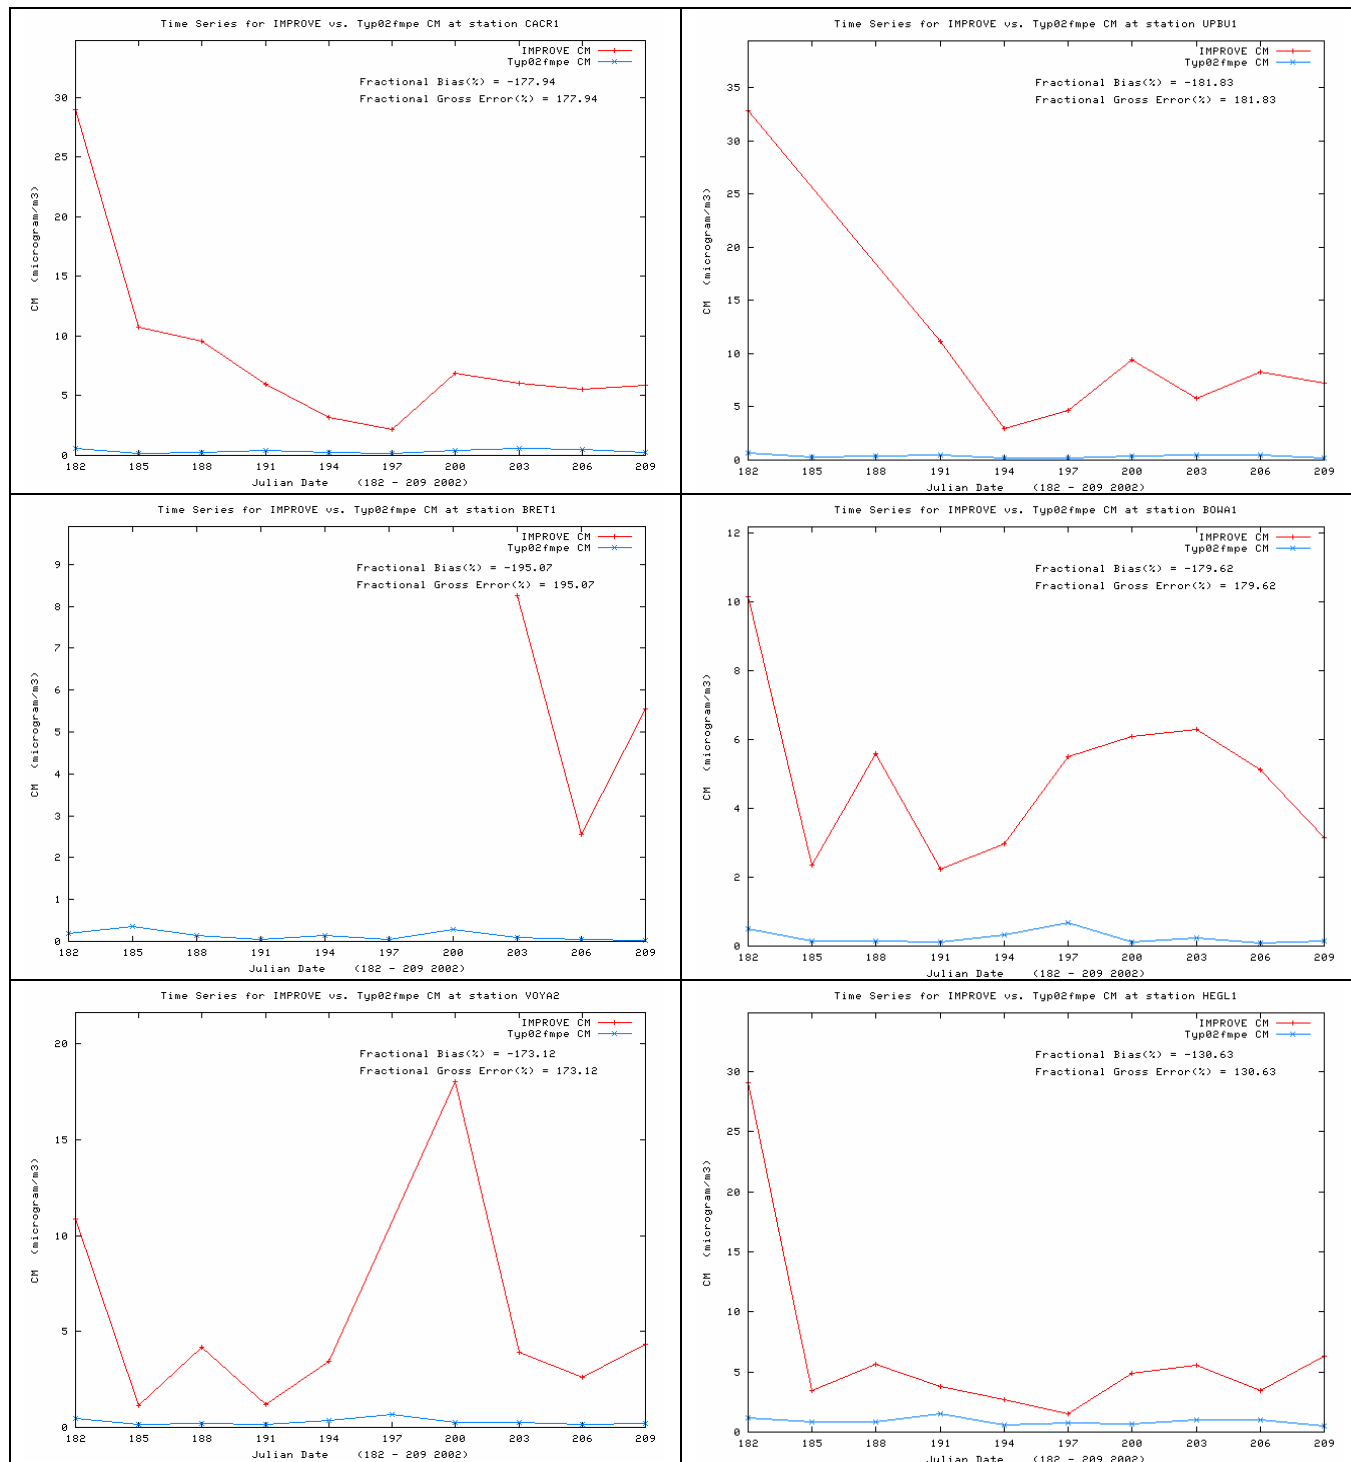 Time Series for IMPROVE vs. Typ02fmpe CM at station CACR1
IMPROVE CM
Typ02fmpe CM
Fractional Bias(%) = -177.94
Fractional Gross Error(%) = 177.94
30
25
20
15
10
5
0
CM (microgram/m3)
182 185 188 191 194 197 200 203 206 209
Julian Date (182 - 209 2002)
Time Series for IMPROVE vs. Typ02fmpe CM at station UPBU1
IMPROVE CM
Typ02fmpe CM
Fractional Bias(%) = -181.83
Fractional Gross Error(%) = 181.83
35
30
25
20
15
10
5
0
CM (microgram/m3)
182 185 188 191 194 197 200 203 206 209
Julian Date (182 - 209 2002)
Time Series for IMPROVE vs. Typ02fmpe CM at station BRET1
IMPROVE CM
Typ02fmpe CM
Fractional Bias(%) = -195.07
Fractional Gross Error(%) = 195.07
9
8
7
6
5
4
3
2
1
0
CM (microgram/m3)
182 185 188 191 194 197 200 203 206 209
Julian Date (182 - 209 2002)
Time Series for IMPROVE vs. Typ02fmpe CM at station BOWA1
IMPROVE CM
Typ02fmpe CM
Fractional Bias(%) = -179.62
Fractional Gross Error(%) = 179.62
12
10
8
6
4
2
0
CM (microgram/m3)
182 185 188 191 194 197 200 203 206 209
Julian Date (182 - 209 2002)
Time Series for IMPROVE vs. Typ02fmpe CM at station VOYA2
IMPROVE CM
Typ02fmpe CM
Fractional Bias(%) = -173.12
Fractional Gross Error(%) = 173.12
20
15
10
5
0
CM (microgram/m3)
182 185 188 191 194 197 200 203 206 209
Julian Date (182 - 209 2002)
Time Series for IMPROVE vs. Typ02fmpe CM at station HEGL1
IMPROVE CM
Typ02fmpe CM
Fractional Bias(%) = -130.63
Fractional Gross Error(%) = 130.63
30
25
20
15
10
5
0
CM (microgram/m3)
182 185 188 191 194 197 200 203 206 209
Julian Date (182 - 209 2002)